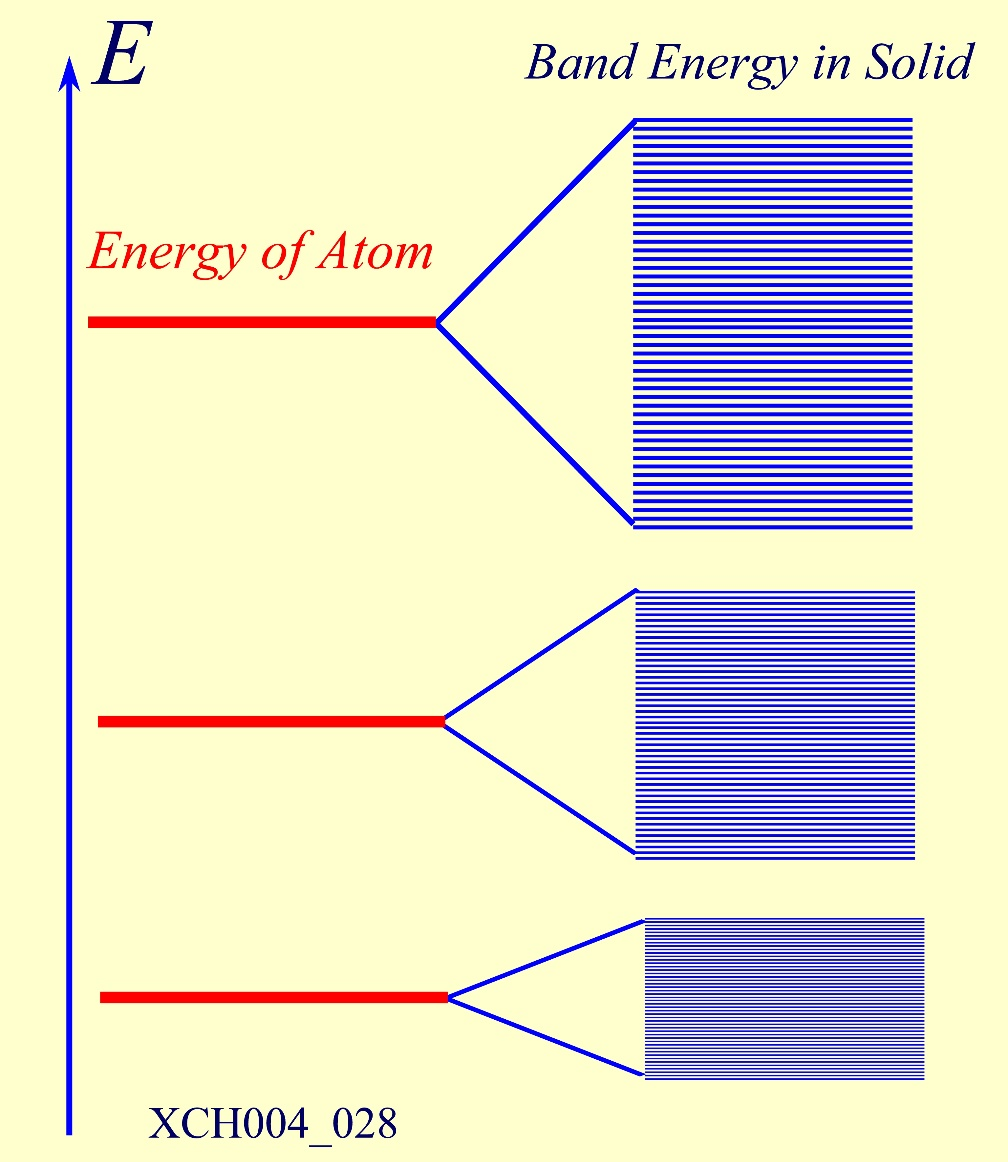 E
Band Energy in Solid
Energy of Atom
XCH004_028